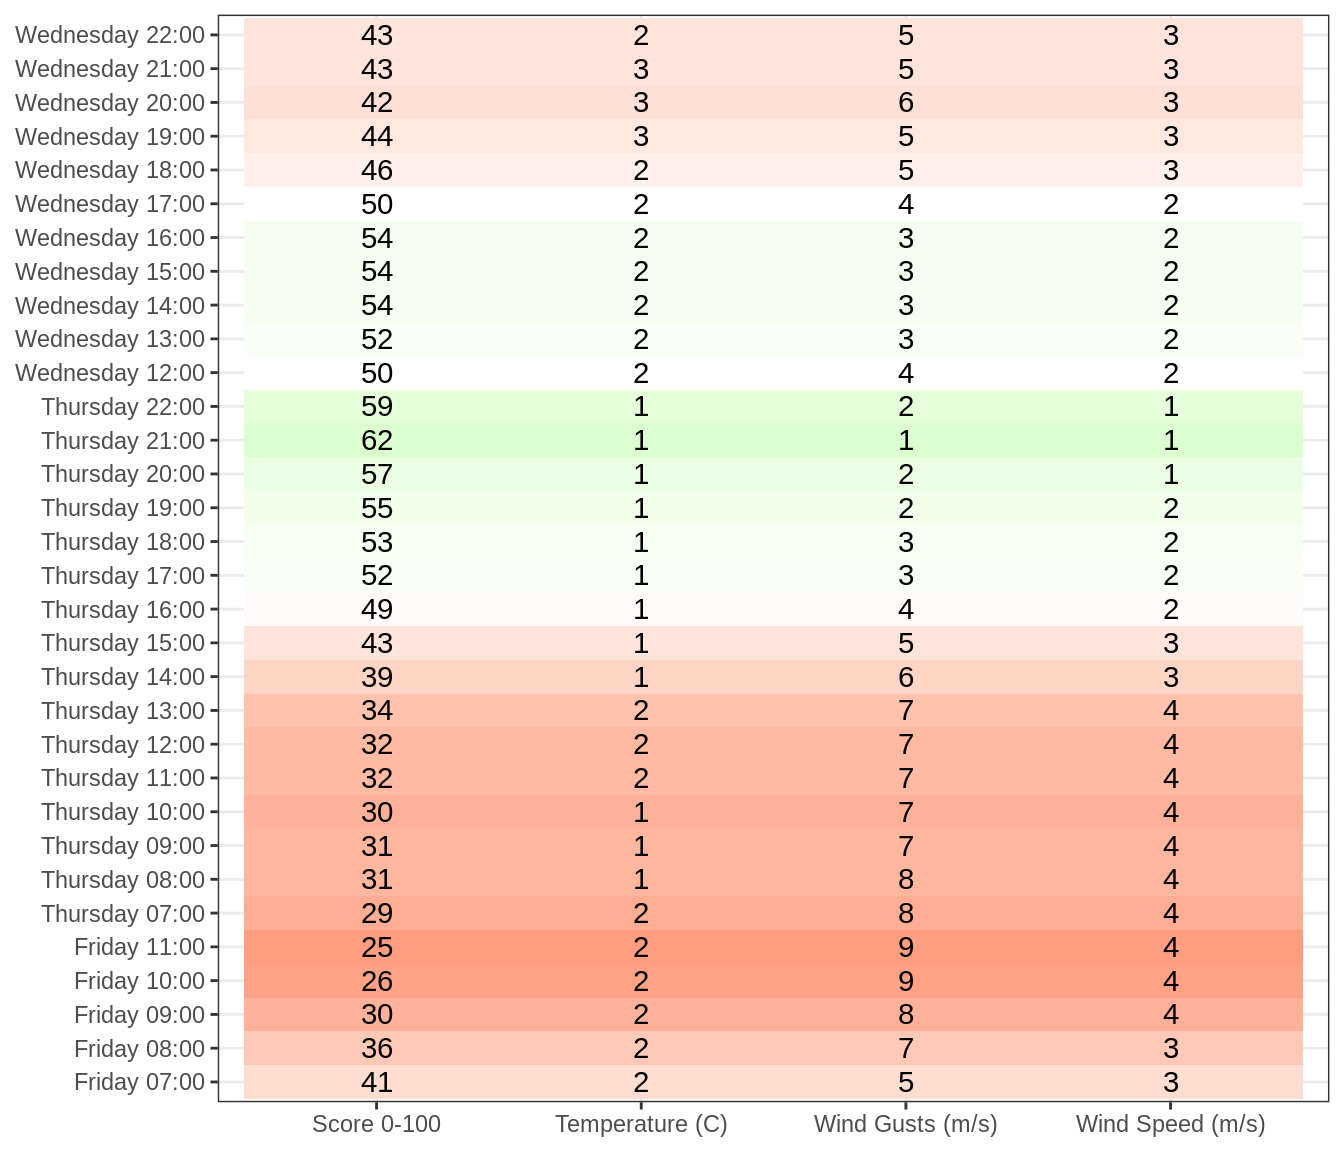 Wednesday 22:00 43 2 5 3
Wednesday 21:00 43 3 5 3
Wednesday 20:00 42 3 6 3
Wednesday 19:00 44 3 5 3
Wednesday 18:00 46 2 5 3
Wednesday 17:00 50 2 4 2
Wednesday 16:00 54 2 3 2
Wednesday 15:00 54 2 3 2
Wednesday 14:00 54 2 3 2
Wednesday 13:00 52 2 3 2
Wednesday 12:00 50 2 4 2
Thursday 22:00 59 1 2 1
Thursday 21:00 62 1 1 1
Thursday 20:00 57 1 2 1
Thursday 19:00 55 1 2 2
Thursday 18:00 53 1 3 2
Thursday 17:00 52 1 3 2
Thursday 16:00 49 1 4 2
Thursday 15:00 43 1 5 3
Thursday 14:00 39 1 6 3
Thursday 13:00 34 2 7 4
Thursday 12:00 32 2 7 4
Thursday 11:00 32 2 7 4
Thursday 10:00 30 1 7 4
Thursday 09:00 31 1 7 4
Thursday 08:00 31 1 8 4
Thursday 07:00 29 2 8 4
Friday 11:00 25 2 9 4
Friday 10:00 26 2 9 4
Friday 09:00 30 2 8 4
Friday 08:00 36 2 7 3
Friday 07:00 41 2 5 3
Score 0-100 Temperature (C) Wind Gusts (m/s) Wind Speed (m/s)